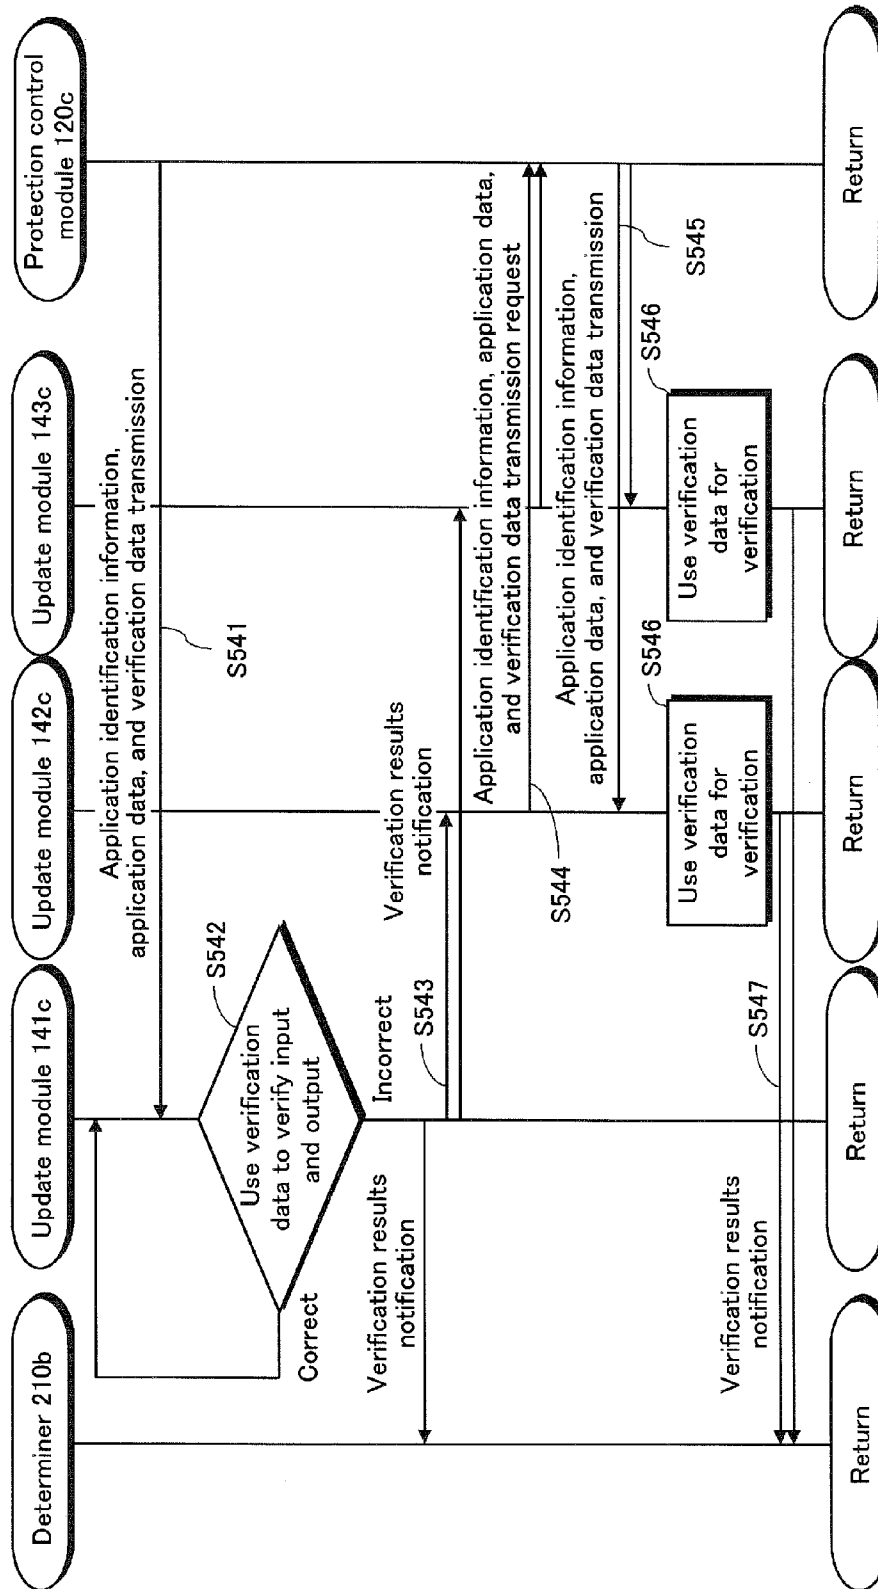 Determiner 210b
Update module 141c
Update module 142c
Update module 143c
Protection control
module 120c
Application identification information,
application data, and verification data transmission
S541
S542
Use verification
data to verify input
and output
Correct
Incorrect
Verification results
notification
S543
Verification results
notification
Application identification information, application data,
and verification data transmission request
S544
Application identification information,
application data, and verification data transmission
S545
S546
Use verification
data for
verification
S546
Use verification
data for
verification
Verification results
notification
S547
Return
Return
Return
Return
Return